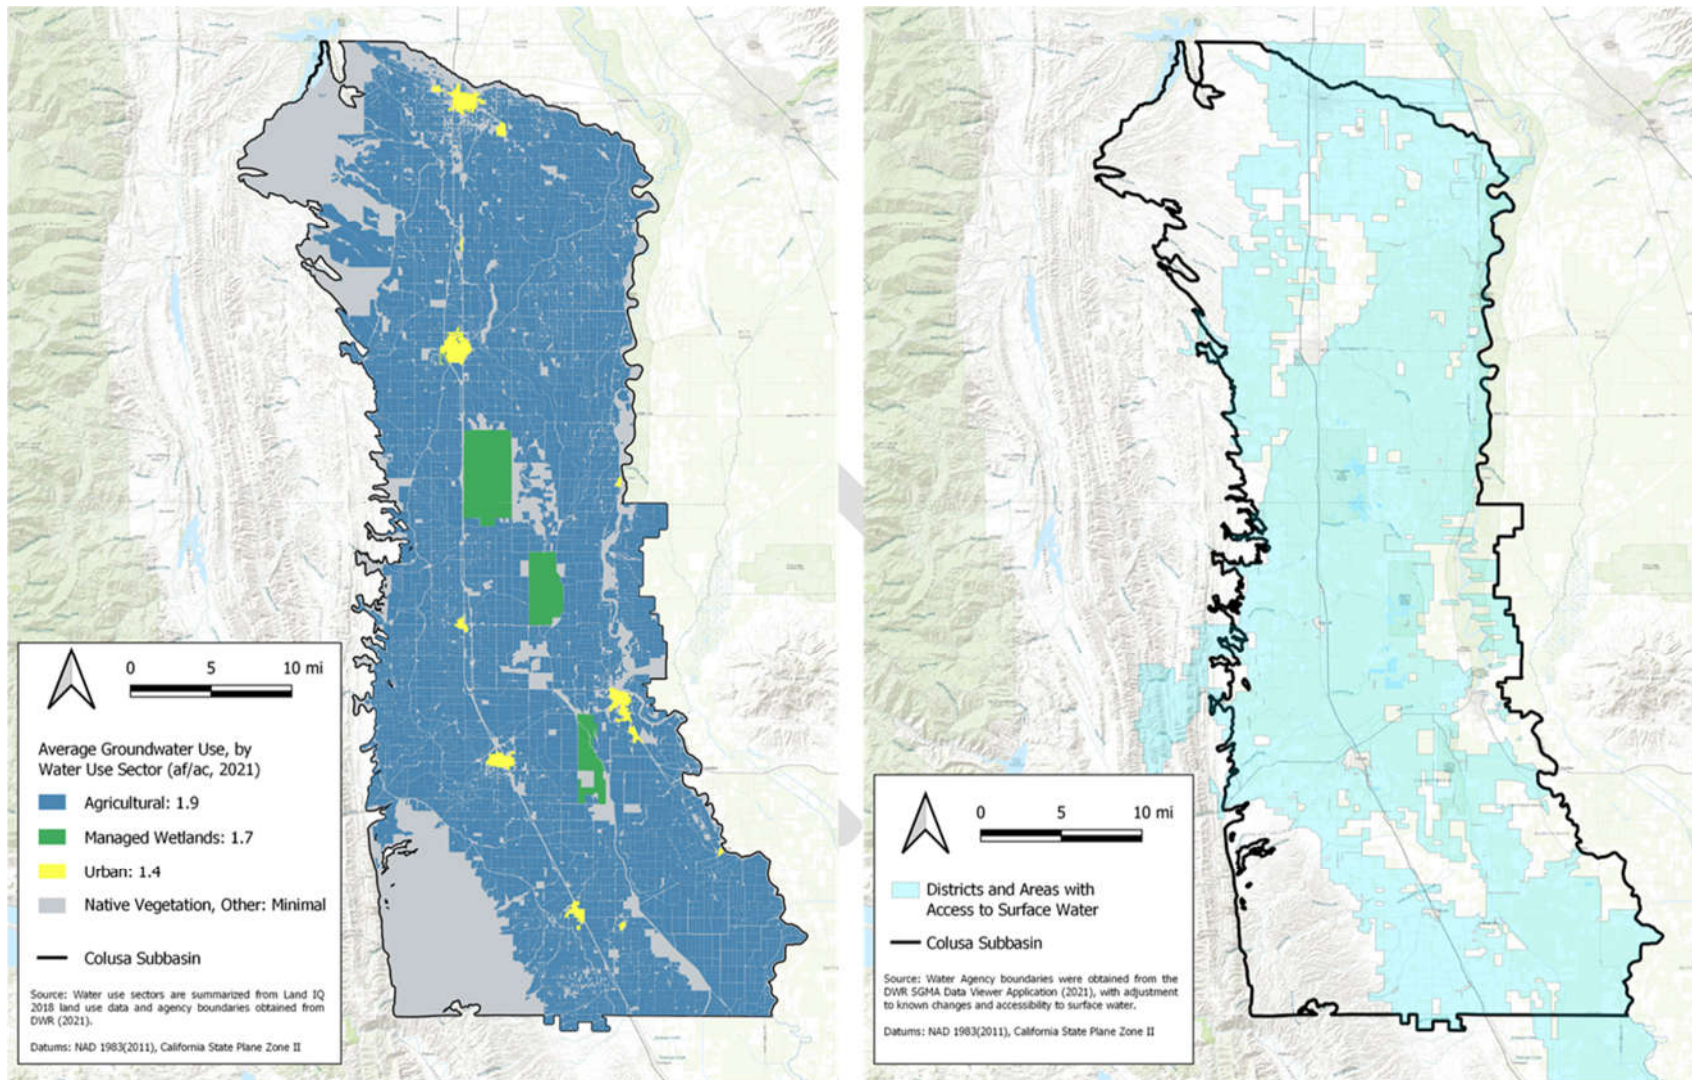 0 5 10 mi
Average Groundwater Use, by
Water Use Sector (af/ac, 2021)
Agricultural: 1.9
Managed Wetlands: 1.7
Urban: 1.4
Native Vegetation, Other: Minimal
Colusa Subbasin
Source: Water use sectors are summarized from Land IQ
2018 land use data and agency boundaries obtained from
DWR (2021).
Datums: NAD 1983(2011), California State Plane Zone II
0 5 10 mi
Districts and Areas with
Access to Surface Water
Colusa Subbasin
Source: Water Agency boundaries were obtained from the
DWR SGMA Data Viewer Application (2021), with adjustment
to known changes and accessibility to surface water.
Datums: NAD 1983(2011), California State Plane Zone II